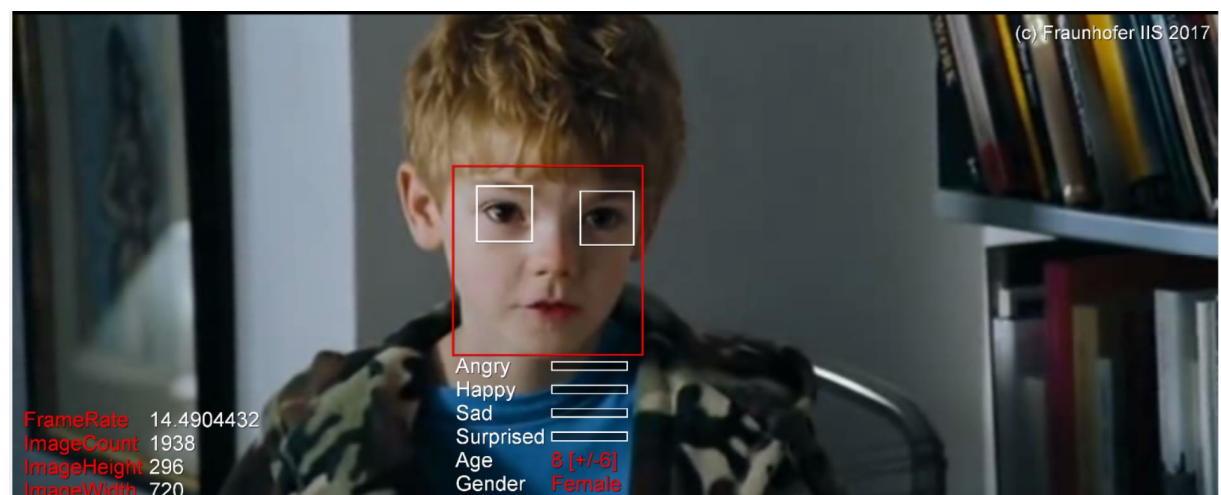 (c) Fraunhofer IIS 2017
FrameRate 14.4904432
ImageCount 1938
ImageHeight 296
ImageWidth 720
Angry
Happy
Sad
Surprised
Age 8 [+/-6]
Gender Female